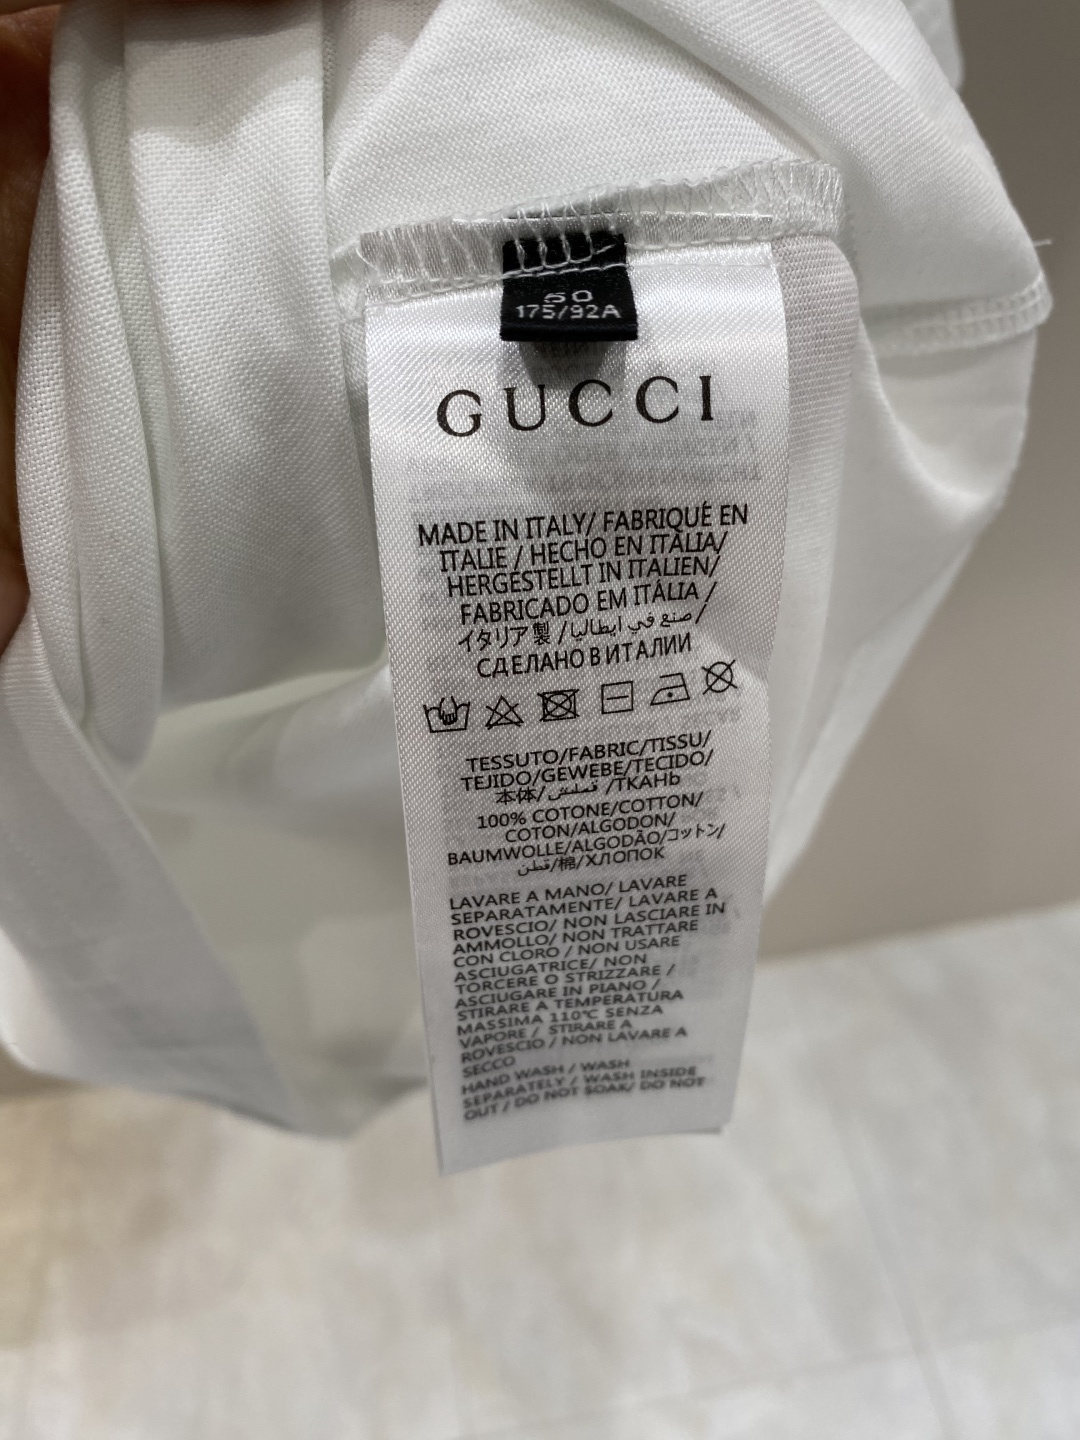 50
175/92A
GUCCI
MADE IN ITALY/ FABRIQUÉ EN
ITALIE / HECHO EN ITALIA/
HERGESTELLT IN ITALIEN/
FABRICADO EM ITÁLIA /
イタリア製 /صنع في ايطاليا /
СДЕЛАНО В ИТАЛИИ
TESSUTO/FABRIC/TISSU/
TEJIDO/GEWEBE/TECIDO/
本体/ /ТКАНЬ
100% COTONE/COTTON/
COTON/ALGODON/
BAUMWOLLE/ALGODÃO/コットン/
قطن/棉/ХЛОПОК
LAVARE A MANO/ LAVARE
SEPARATAMENTE/ LAVARE A
ROVESCIO/ NON LASCIARE IN
AMMOLLO/ NON TRATTARE
CON CLORO / NON USARE
ASCIUGATRICE/ NON
TORCERE O STRIZZARE /
ASCIUGARE IN PIANO /
STIRARE A TEMPERATURA
MASSIMA 110℃ SENZA
VAPORE / STIRARE A
ROVESCIO / NON LAVARE A
SECCO
HAND WASH / WASH
SEPARATELY / WASH INSIDE
OUT / DO NOT SOAK/ DO NOT